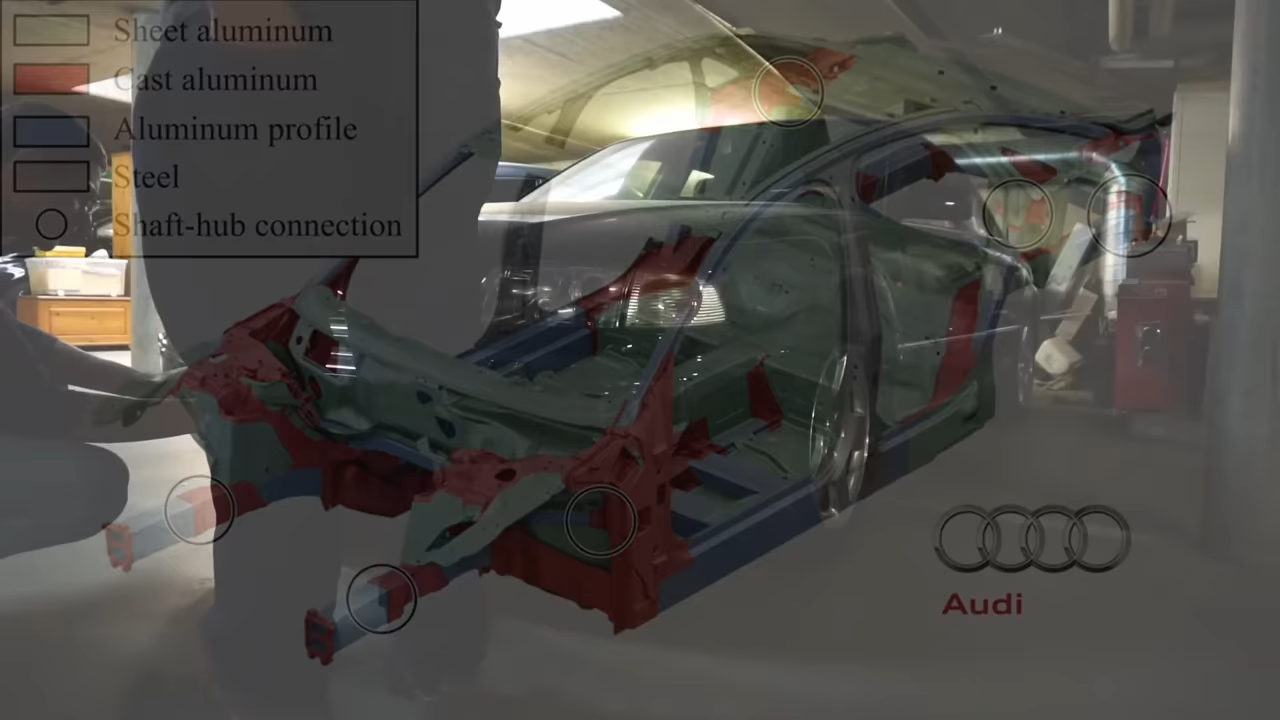 Sheet aluminum
Cast aluminum
Aluminum profile
Steel
Shaft-hub connection
Audi